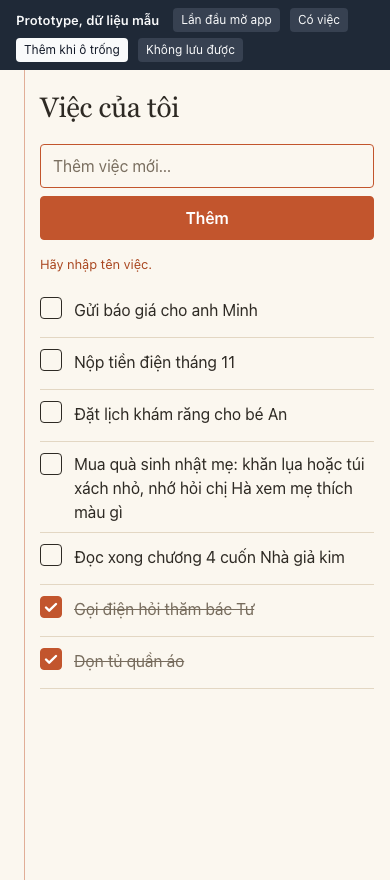 Prototype, dữ liệu mẫu
Lần đầu mở app
Có việc
Thêm khi ô trống
Không lưu được
Việc của tôi
Thêm việc mới...
Thêm
Hãy nhập tên việc.
Gửi báo giá cho anh Minh
Nộp tiền điện tháng 11
Đặt lịch khám răng cho bé An
Mua quà sinh nhật mẹ: khăn lụa hoặc túi
xách nhỏ, nhớ hỏi chị Hà xem mẹ thích
màu gì
Đọc xong chương 4 cuốn Nhà giả kim
Gọi điện hỏi thăm bác Tư
Dọn tủ quần áo